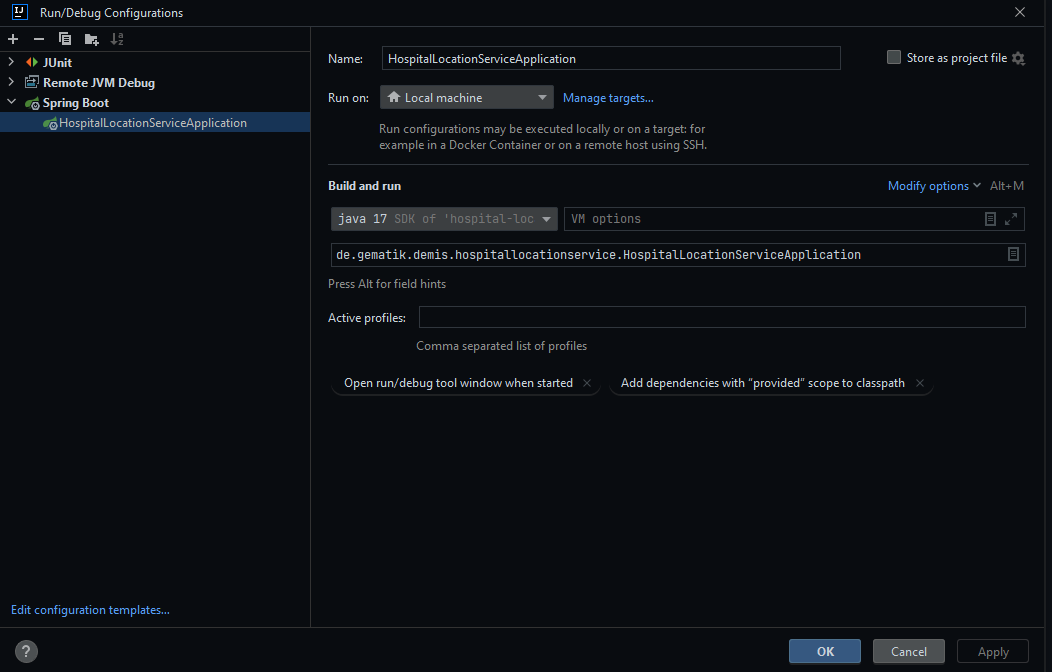 Run/Debug Configurations
JUnit
Remote JVM Debug
Spring Boot
HospitalLocationServiceApplication
Edit configuration templates...
Name: HospitalLocationServiceApplication
Store as project file
Run on: Local machine Manage targets...
Run configurations may be executed locally or on a target: for
example in a Docker Container or on a remote host using SSH.
Build and run Modify options Alt+M
java 17 SDK of 'hospital-loc VM options
de.gematik.demis.hospitallocationservice.HospitalLocationServiceApplication
Press Alt for field hints
Active profiles:
Comma separated list of profiles
Open run/debug tool window when started × Add dependencies with “provided” scope to classpath ×
? OK Cancel Apply